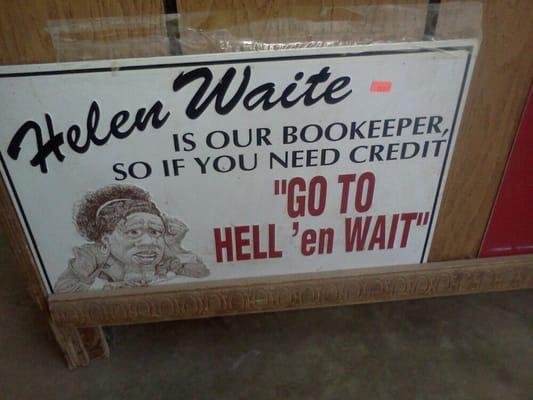 Helen Waite
IS OUR BOOKEEPER,
SO IF YOU NEED CREDIT
"GO TO
HELL 'en WAIT"